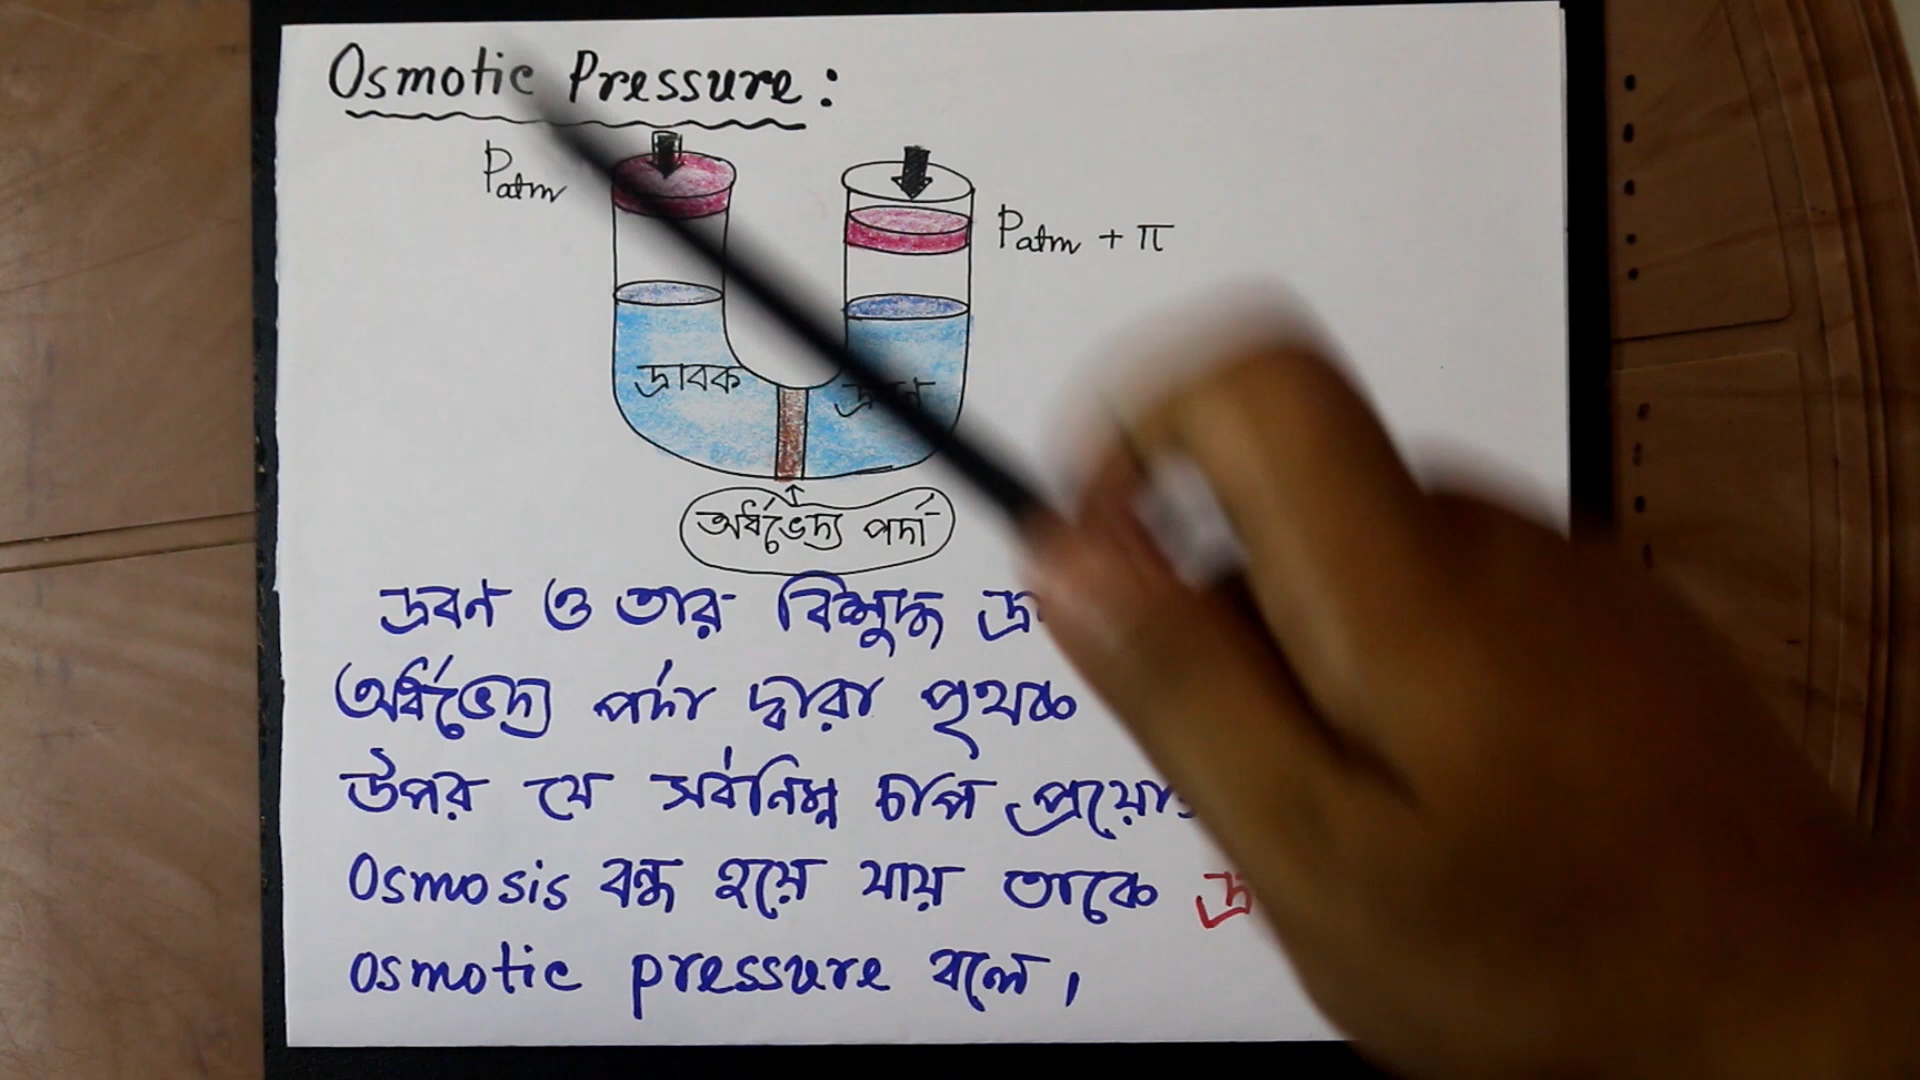 Osmotic Pressure:
Patm
Patm + π
দ্রাবক
অর্ধভেদ্য পর্দা
দ্রবণ ও তার বিশুদ্ধ
অর্ধভেদ্য পর্দা দ্বারা পৃথক
উপর যে সর্বনিম্ন চাপ
Osmosis বন্ধ হয়ে যায় তাকে
osmotic pressure বলে।